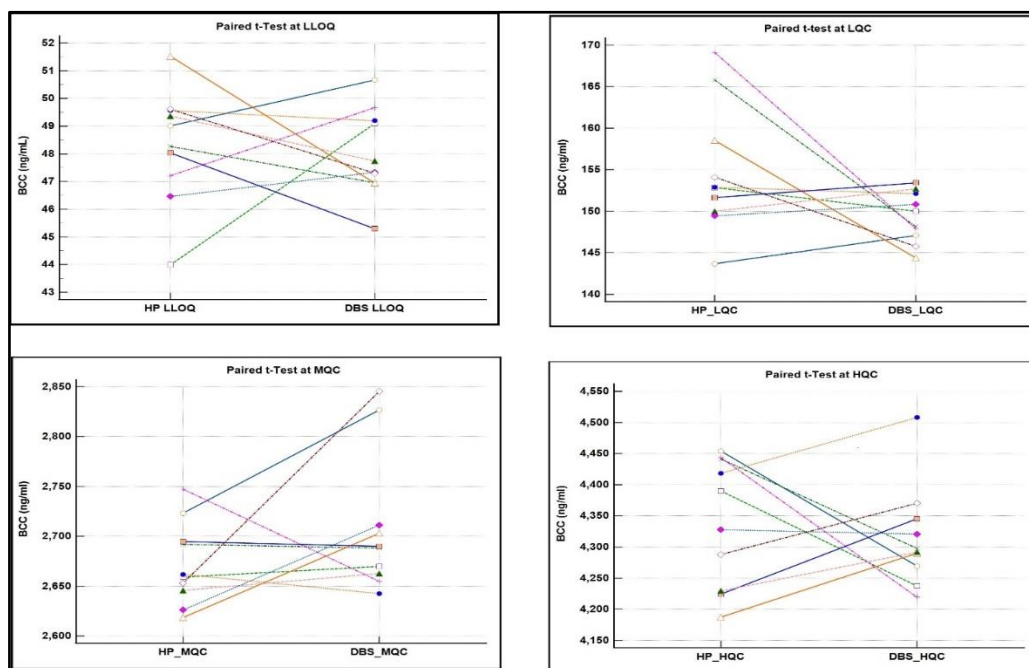 Paired t-Test at LLOQ
BCC (ng/mL)
52
51
50
49
48
47
46
45
44
43
HP LLOQ DBS LLOQ
Paired t-test at LQC
BCC (ng/ml)
170
165
160
155
150
145
140
HP_LQC DBS_LQC
Paired t-Test at MQC
BCC (ng/ml)
2,850
2,800
2,750
2,700
2,650
2,600
HP_MQC DBS_MQC
Paired t-Test at HQC
BCC (ng/ml)
4,550
4,500
4,450
4,400
4,350
4,300
4,250
4,200
4,150
HP_HQC DBS_HQC